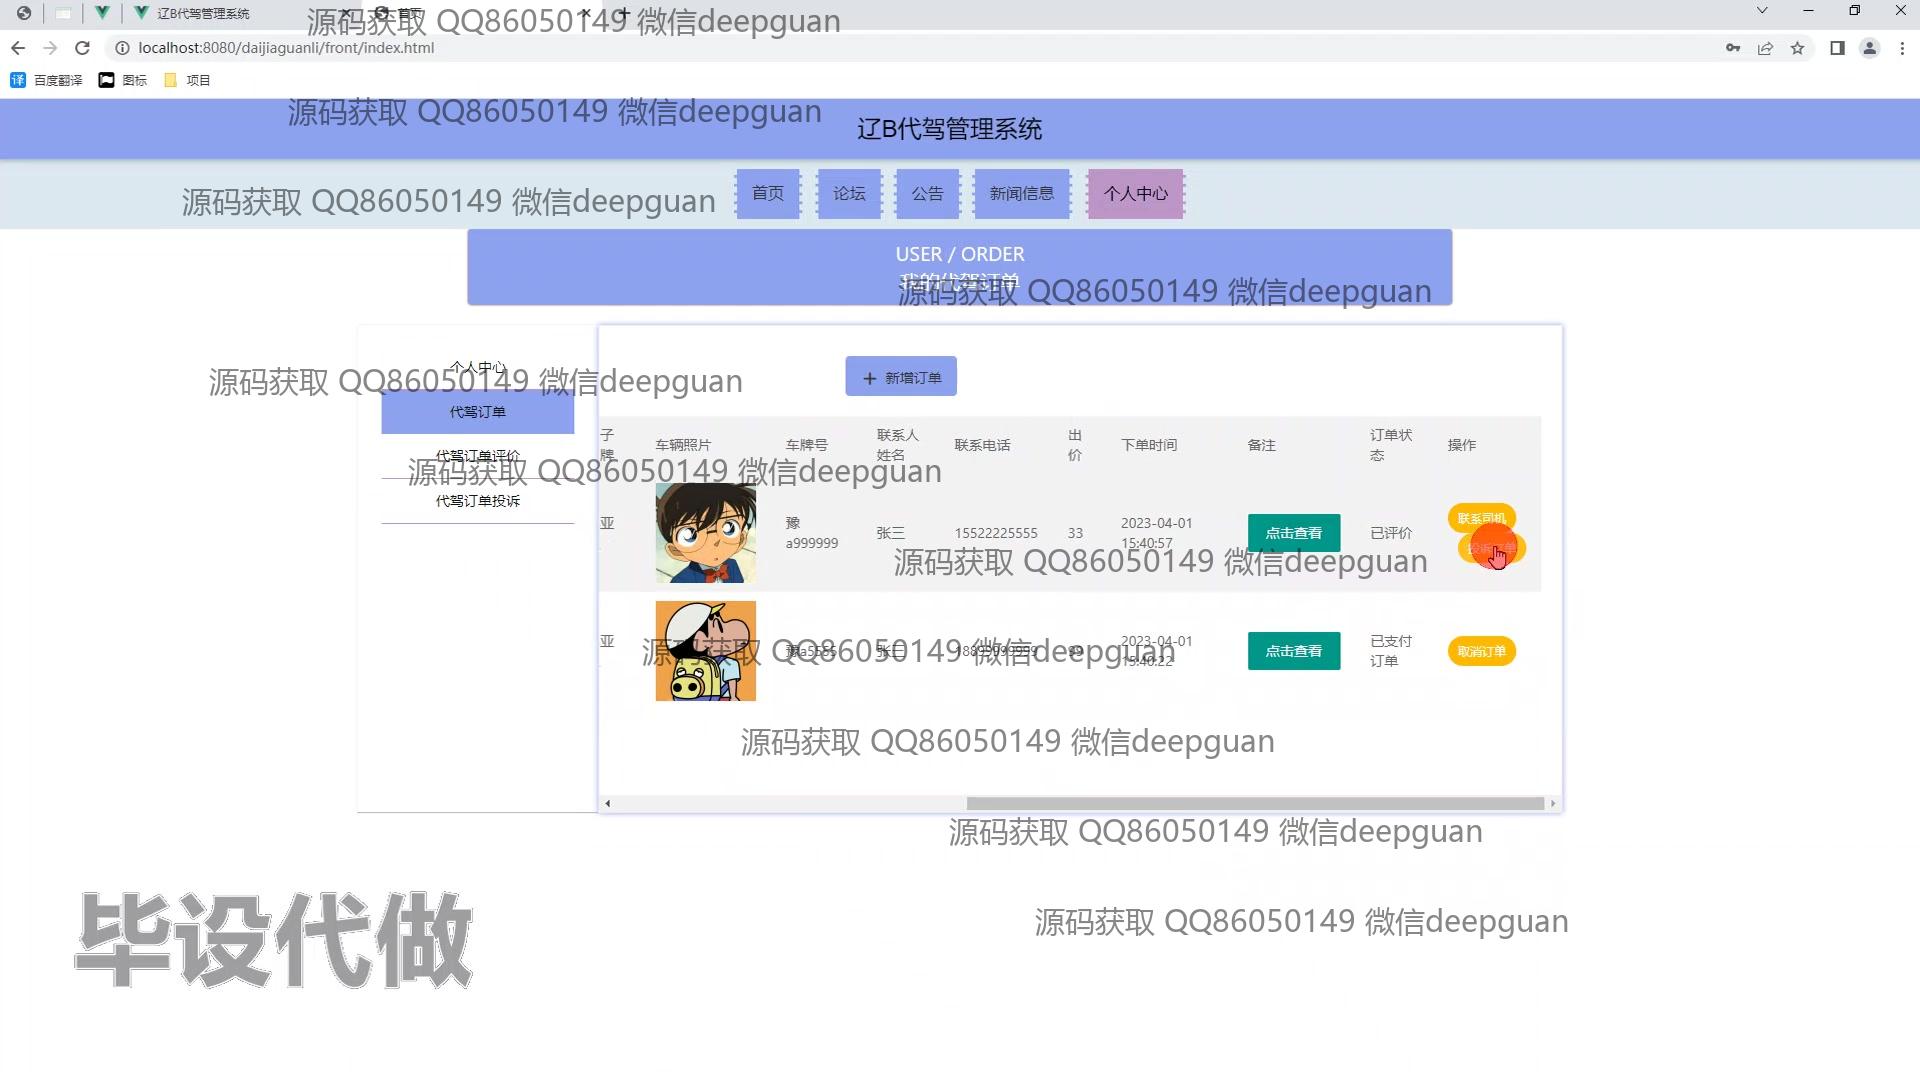 辽B代驾管理系统
首页
源码获取 QQ86050149 微信deepguan
localhost:8080/daijiaguanli/front/index.html
译 百度翻译 图标 项目
源码获取 QQ86050149 微信deepguan
辽B代驾管理系统
首页 论坛 公告 新闻信息 个人中心
源码获取 QQ86050149 微信deepguan
USER / ORDER
我的代驾订单
源码获取 QQ86050149 微信deepguan
个人中心
源码获取 QQ86050149 微信deepguan
新增订单
代驾订单
代驾订单评价
源码获取 QQ86050149 微信deepguan
代驾订单投诉
子牌 车辆照片 车牌号 联系人姓名 联系电话 出价 下单时间 备注 订单状态 操作
亚 豫a999999 张三 15522225555 33 2023-04-01 15:40:57 点击查看 已评价 联系司机
投诉订单
源码获取 QQ86050149 微信deepguan
亚 张三 2023-04-01 15:40:22 点击查看 已支付订单 取消订单
源码获取 QQ86050149 微信deepguan
源码获取 QQ86050149 微信deepguan
源码获取 QQ86050149 微信deepguan
源码获取 QQ86050149 微信deepguan
毕设代做